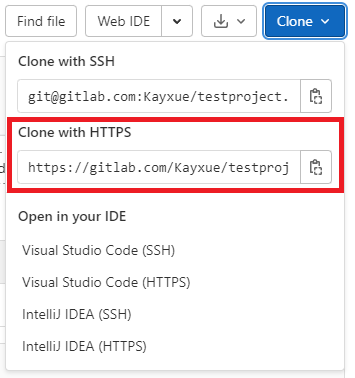 Find file Web IDE Clone
Clone with SSH
git@gitlab.com:Kayxue/testproject.
Clone with HTTPS
https://gitlab.com/Kayxue/testproj
Open in your IDE
Visual Studio Code (SSH)
Visual Studio Code (HTTPS)
IntelliJ IDEA (SSH)
IntelliJ IDEA (HTTPS)